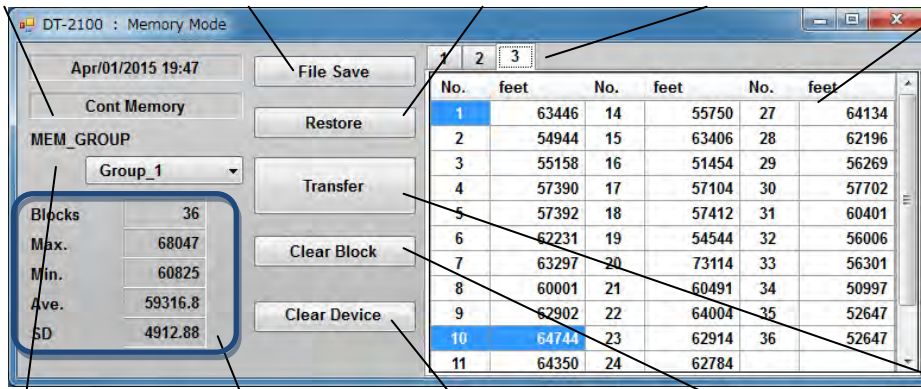 DT-2100 : Memory Mode
Apr/01/2015 19:47
Cont Memory
MEM_GROUP
Group_1
Blocks 36
Max. 68047
Min. 60825
Ave. 59316.8
SD 4912.88
File Save
Restore
Transfer
Clear Block
Clear Device
1 2 3
No. feet No. feet No. feet
1 63446 14 55750 27 64134
2 54944 15 63406 28 62196
3 55158 16 51454 29 56269
4 57390 17 57104 30 57702
5 57392 18 57412 31 60401
6 62231 19 54544 32 56006
7 63297 20 73114 33 56301
8 60001 21 60491 34 50997
9 62902 22 64004 35 52647
10 64744 23 62914 36 52647
11 64350 24 62784